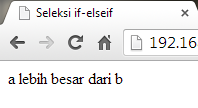 Seleksi if-elseif
192.16
a lebih besar dari b